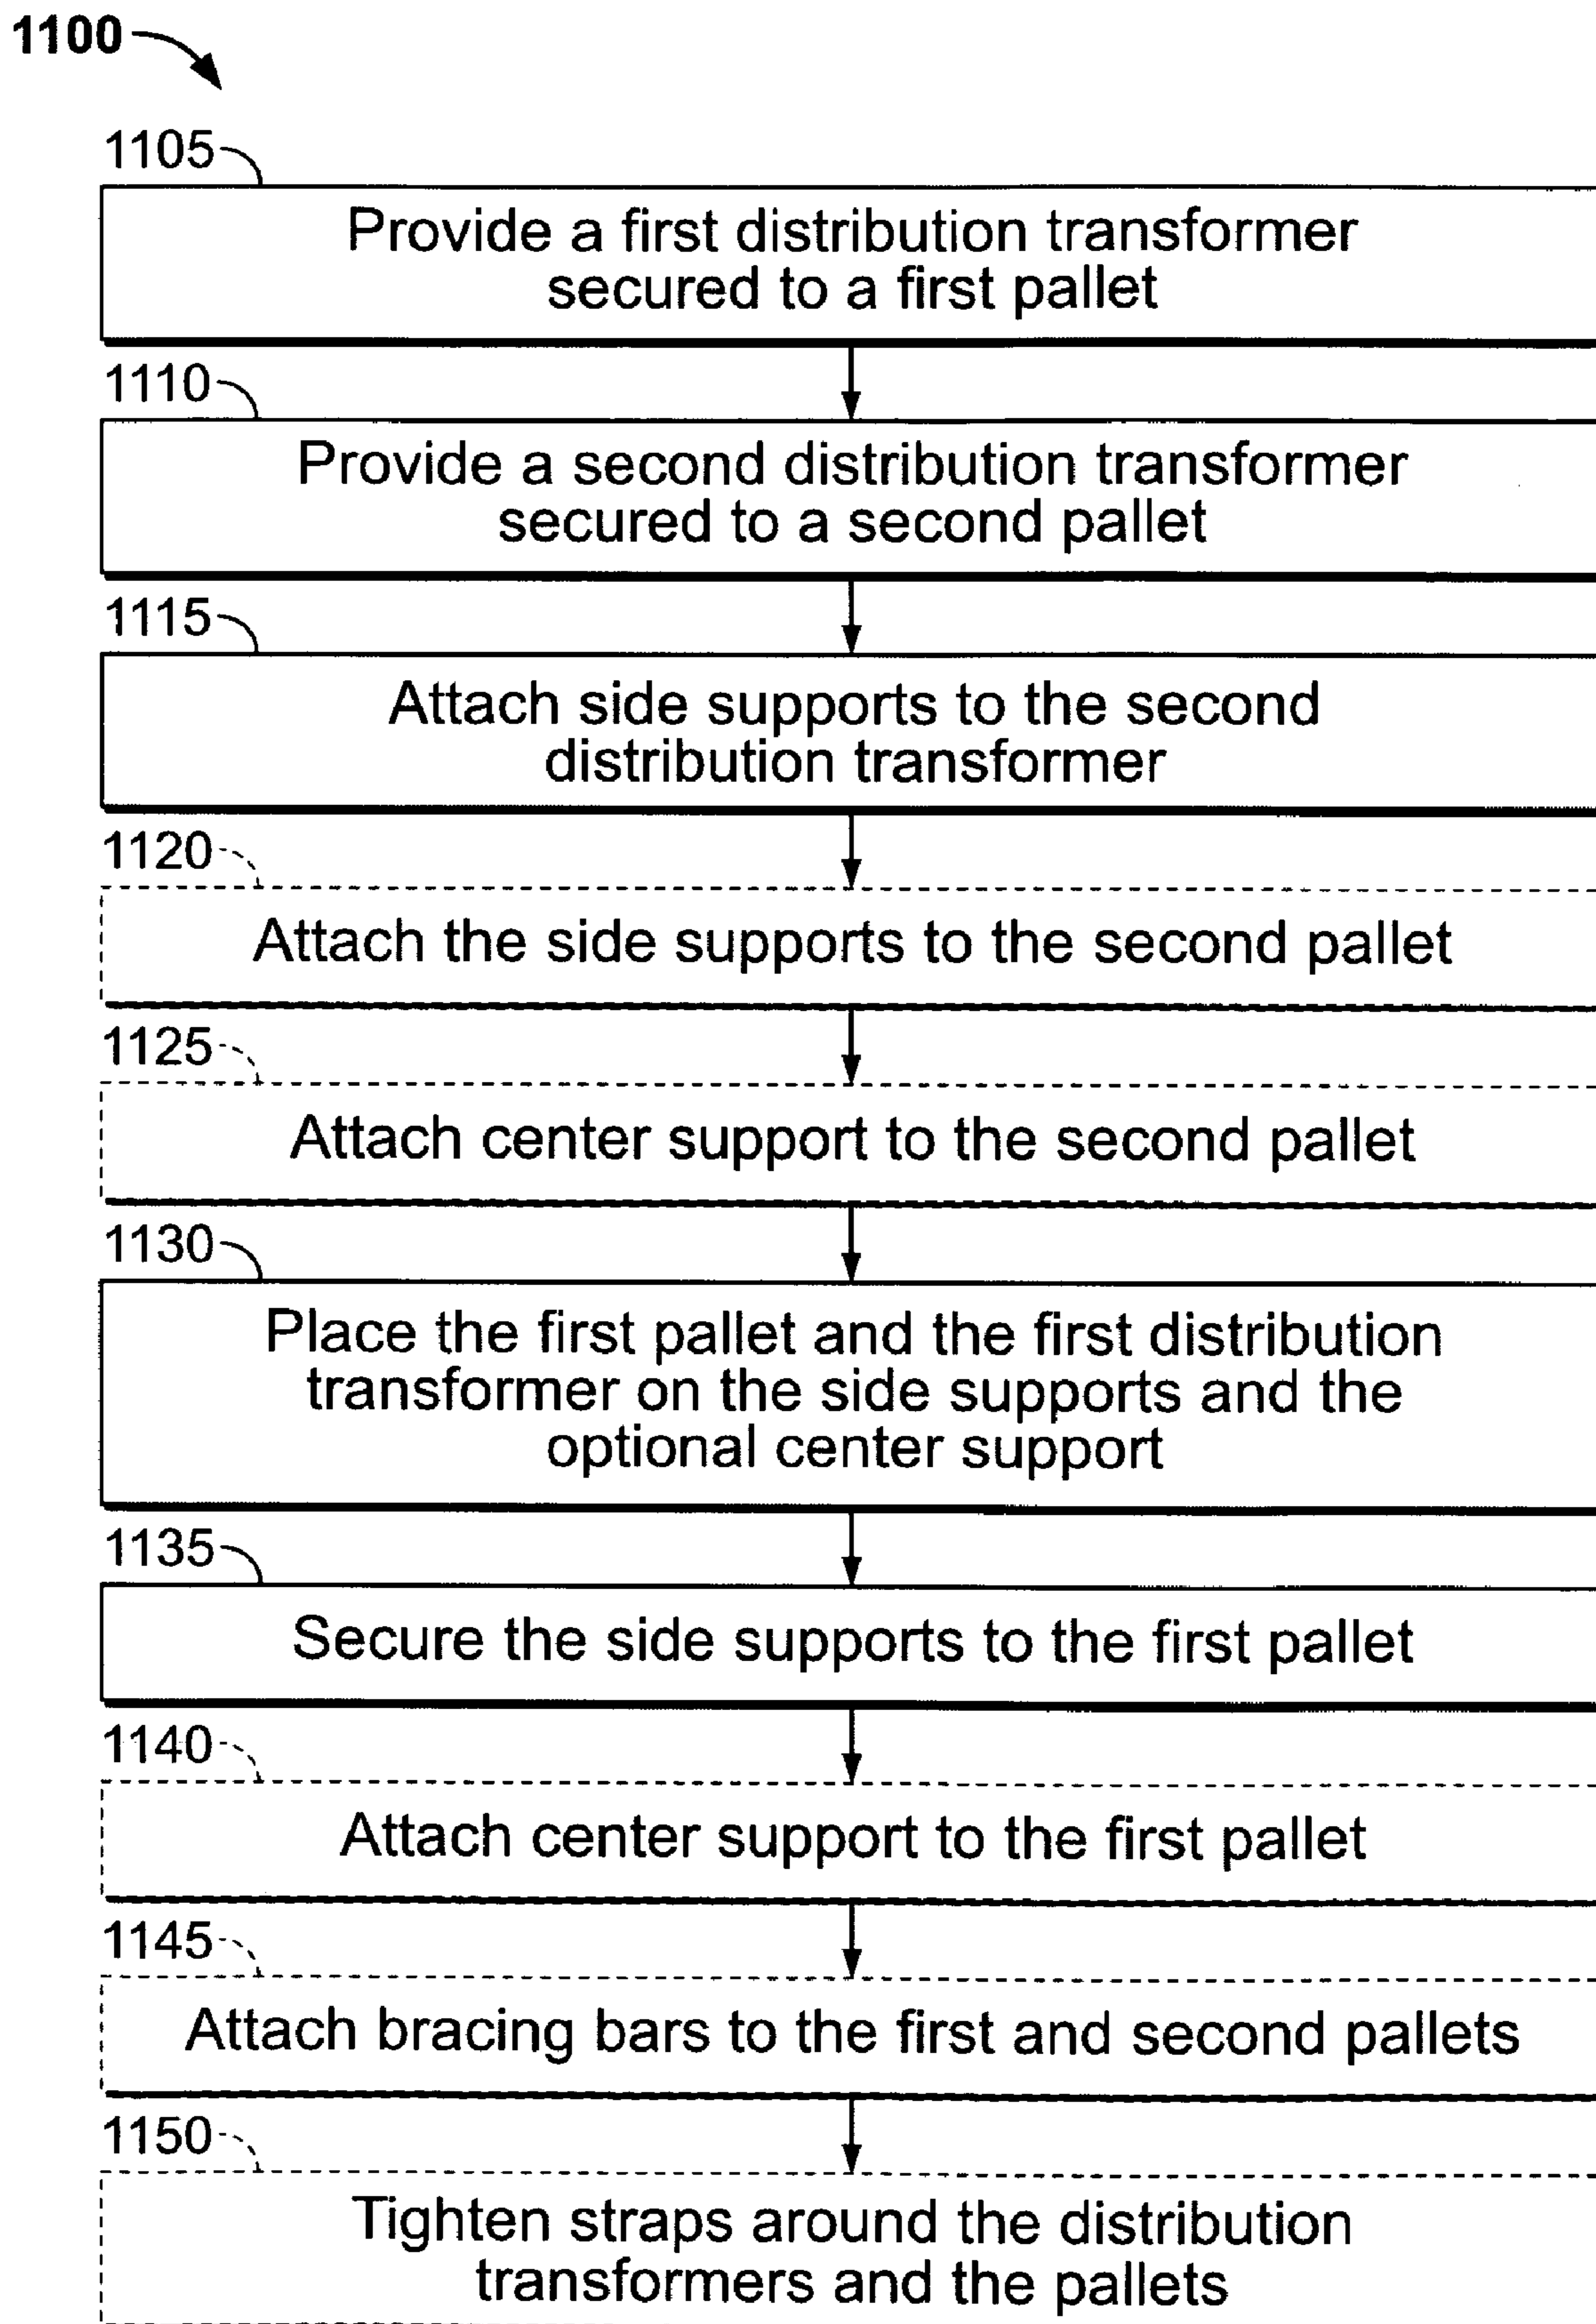 1100
1105
Provide a first distribution transformer
secured to a first pallet
1110
Provide a second distribution transformer
secured to a second pallet
1115
Attach side supports to the second
distribution transformer
1120
Attach the side supports to the second pallet
1125
Attach center support to the second pallet
1130
Place the first pallet and the first distribution
transformer on the side supports and the
optional center support
1135
Secure the side supports to the first pallet
1140
Attach center support to the first pallet
1145
Attach bracing bars to the first and second pallets
1150
Tighten straps around the distribution
transformers and the pallets